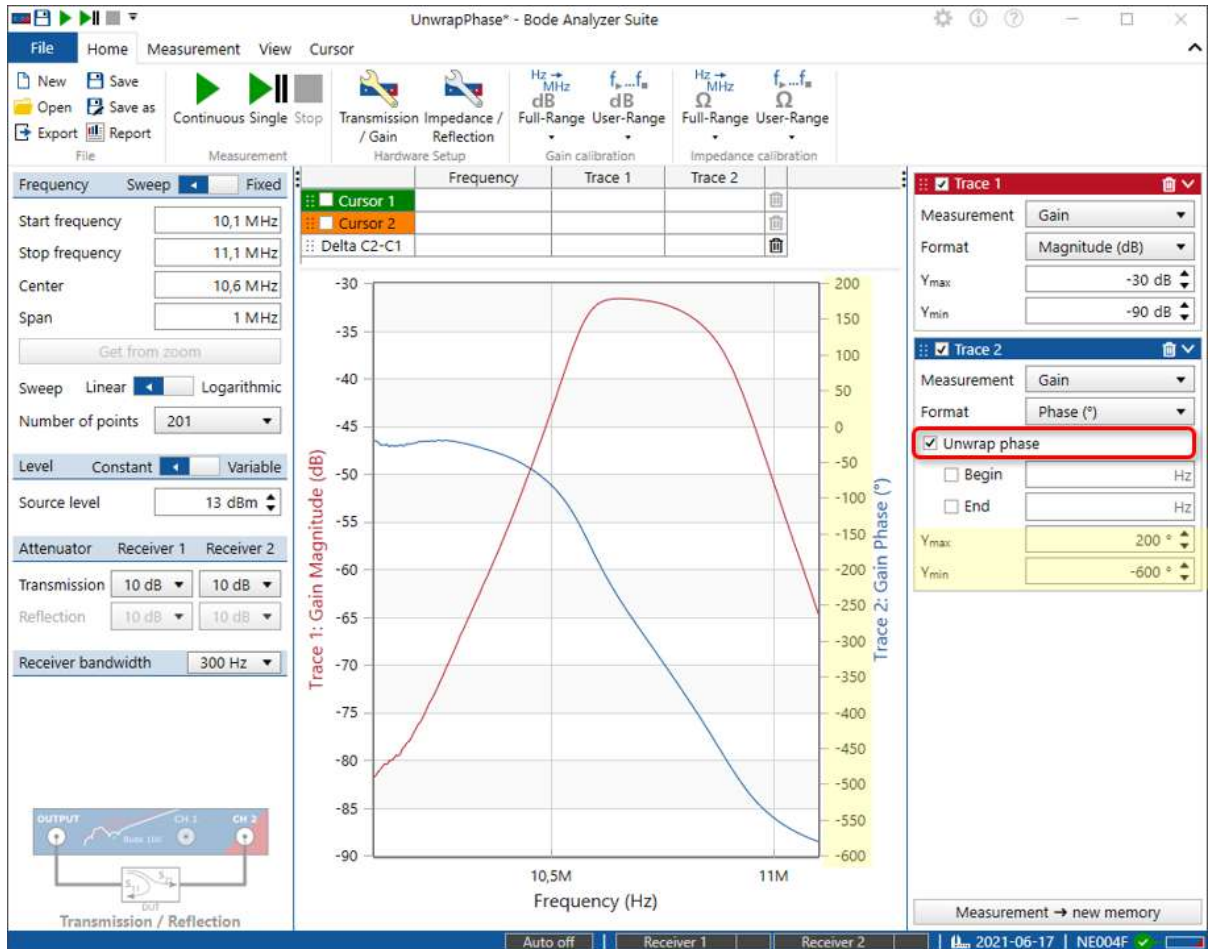 UnwrapPhase* - Bode Analyzer Suite
File Home Measurement View Cursor
New Save
Open Save as
Export Report
File
Continuous Single Stop
Measurement
Transmission / Gain
Impedance / Reflection
Hardware Setup
Hz → MHz dB
Full-Range
f▶...f■ dB
User-Range
Gain calibration
Hz → MHz Ω
Full-Range
f▶...f■ Ω
User-Range
Impedance calibration
Frequency Sweep Fixed
Start frequency 10,1 MHz
Stop frequency 11,1 MHz
Center 10,6 MHz
Span 1 MHz
Get from zoom
Sweep Linear Logarithmic
Number of points 201
Level Constant Variable
Source level 13 dBm
Attenuator Receiver 1 Receiver 2
Transmission 10 dB 10 dB
Reflection 10 dB 10 dB
Receiver bandwidth 300 Hz
OUTPUT CH 1 CH 2
Bode 100
S11 S21
DUT
Transmission / Reflection
Frequency Trace 1 Trace 2
Cursor 1
Cursor 2
Delta C2-C1
Trace 1: Gain Magnitude (dB)
-30
-35
-40
-45
-50
-55
-60
-65
-70
-75
-80
-85
-90
200
150
100
50
0
-50
-100
-150
-200
-250
-300
-350
-400
-450
-500
-550
-600
Trace 2: Gain Phase (°)
10,5M 11M
Frequency (Hz)
Trace 1
Measurement Gain
Format Magnitude (dB)
Ymax -30 dB
Ymin -90 dB
Trace 2
Measurement Gain
Format Phase (°)
Unwrap phase
Begin Hz
End Hz
Ymax 200 °
Ymin -600 °
Measurement → new memory
Auto off Receiver 1 Receiver 2 2021-06-17 NE004F